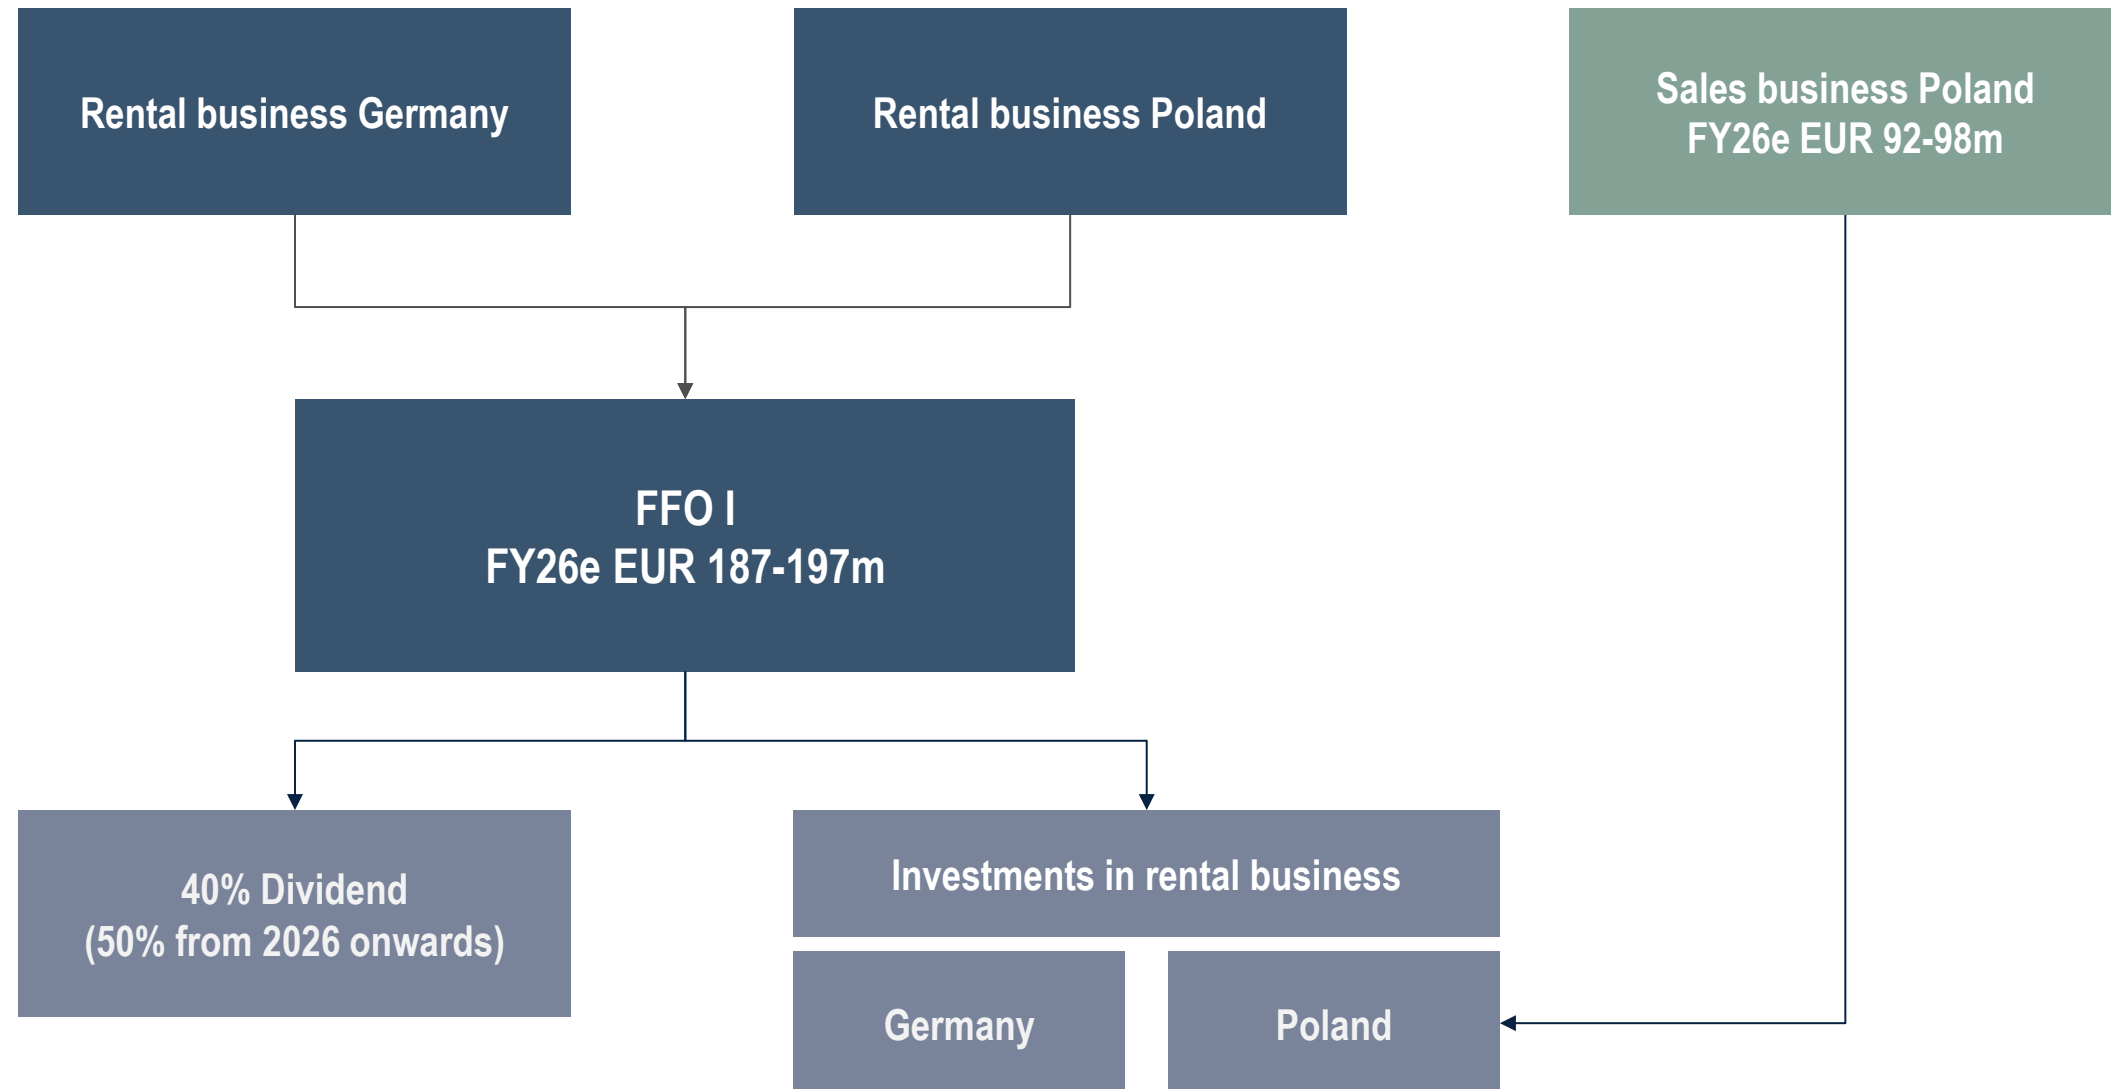 Rental business Germany
Rental business Poland
Sales business Poland
FY26e EUR 92-98m
FFO I
FY26e EUR 187-197m
40% Dividend
(50% from 2026 onwards)
Investments in rental business
Germany
Poland